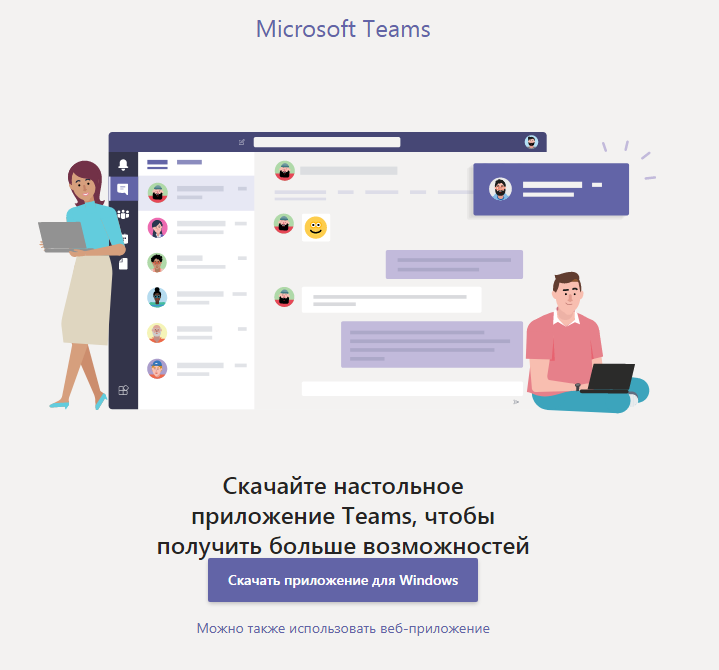 Microsoft Teams
Скачайте настольное
приложение Teams, чтобы
получить больше возможностей
Скачать приложение для Windows
Можно также использовать веб-приложение